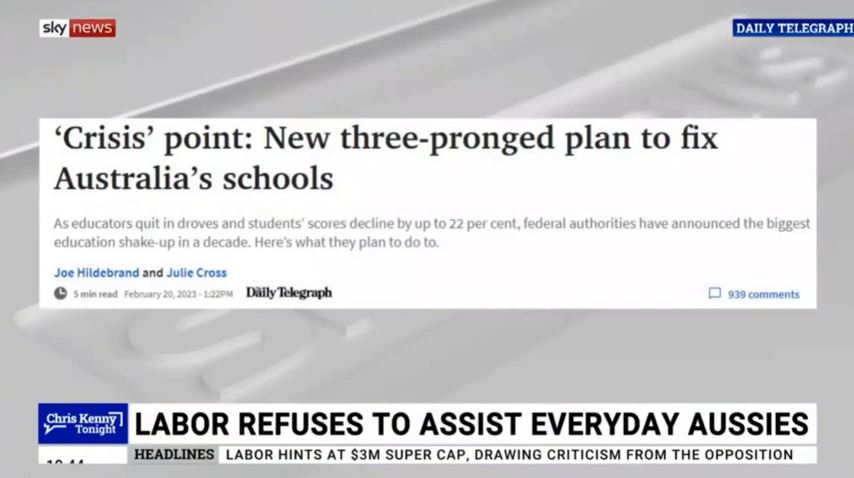 sky news
DAILY TELEGRAPH
‘Crisis’ point: New three-pronged plan to fix
Australia’s schools
As educators quit in droves and students’ scores decline by up to 22 per cent, federal authorities have announced the biggest
education shake-up in a decade. Here’s what they plan to do to.
Joe Hildebrand and Julie Cross
5 min read February 20, 2023 - 1:22PM The Daily Telegraph
939 comments
Chris Kenny
Tonight
LABOR REFUSES TO ASSIST EVERYDAY AUSSIES
HEADLINES LABOR HINTS AT $3M SUPER CAP, DRAWING CRITICISM FROM THE OPPOSITION